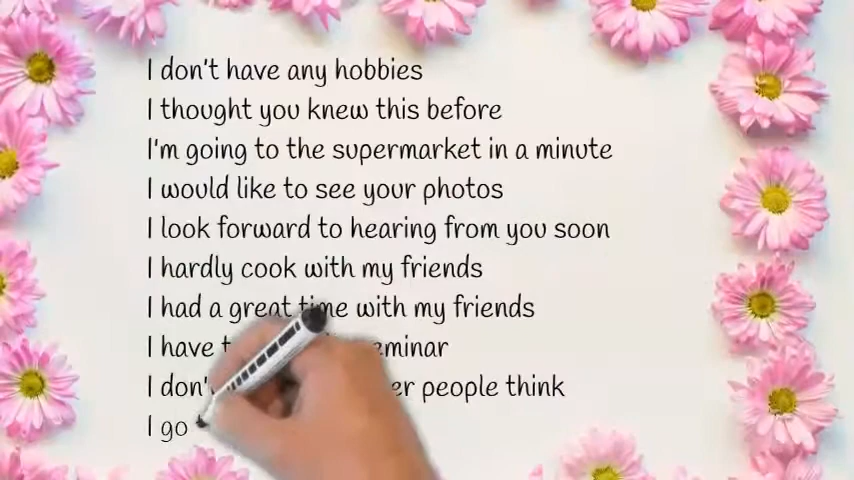 I don't have any hobbies
I thought you knew this before
I'm going to the supermarket in a minute
I would like to see your photos
I look forward to hearing from you soon
I hardly cook with my friends
I had a great time with my friends
I have
I don't people think
I go